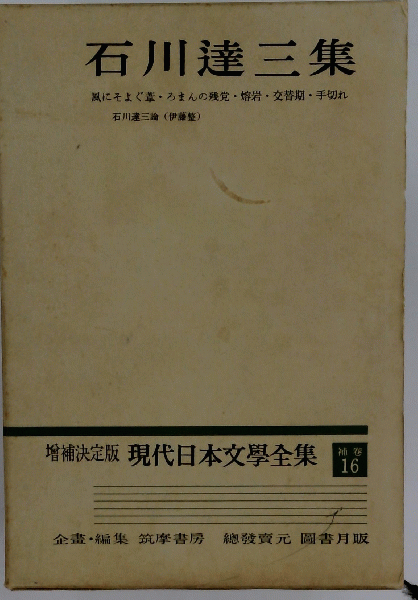 石川達三集
風にそよぐ葦・ろまんの残党・熔岩・交替期・手切れ
石川達三論（伊藤整）
増補決定版 現代日本文學全集 補卷 16
企畫・編集 筑摩書房 總發賣元 圖書月販